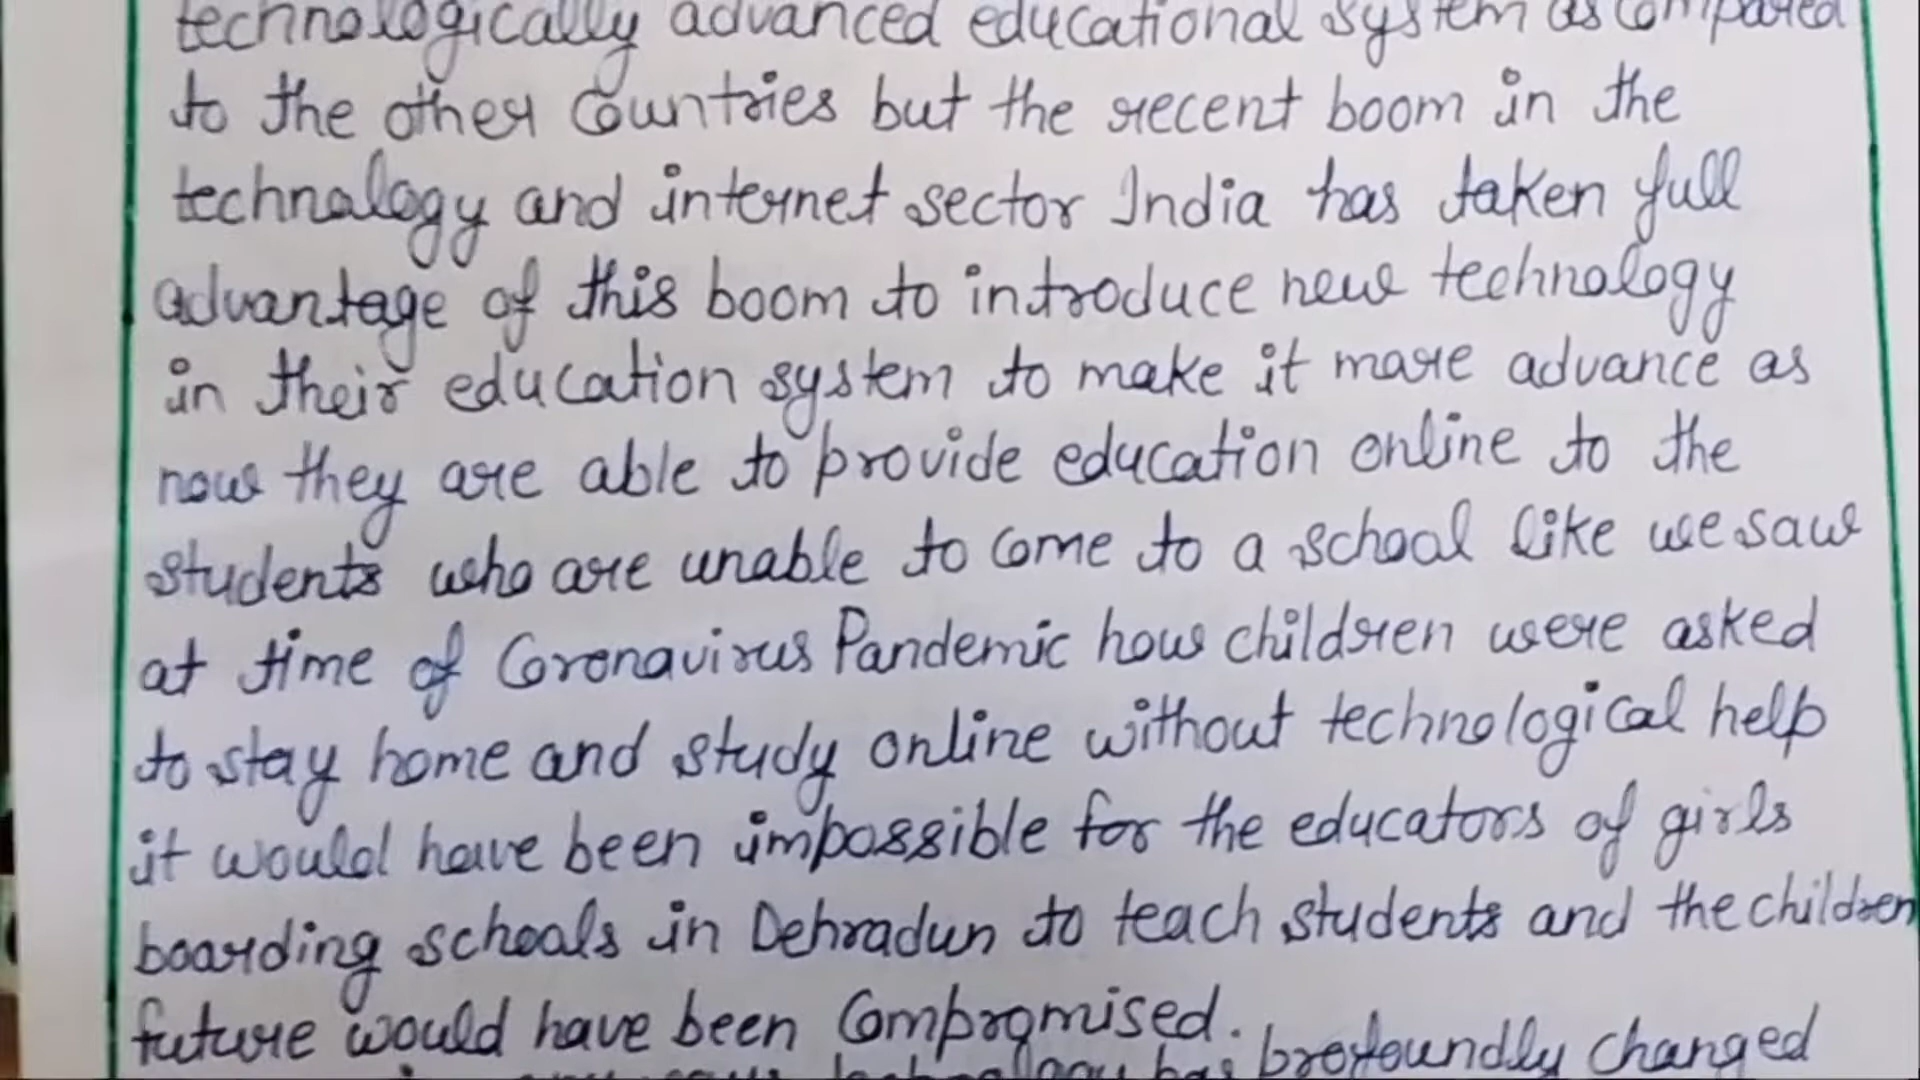 technologically advanced educational system as compared
to the other Countries but the recent boom in the
technology and internet sector India has taken full
advantage of this boom to introduce new technology
in their education system to make it more advance as
now they are able to provide education online to the
students who are unable to come to a school like we saw
at time of Coronavirus Pandemic how children were asked
to stay home and study online without technological help
it would have been impossible for the educators of girls
boarding schools in Dehradun to teach students and the children
future would have been Compromised.
technology has profoundly changed